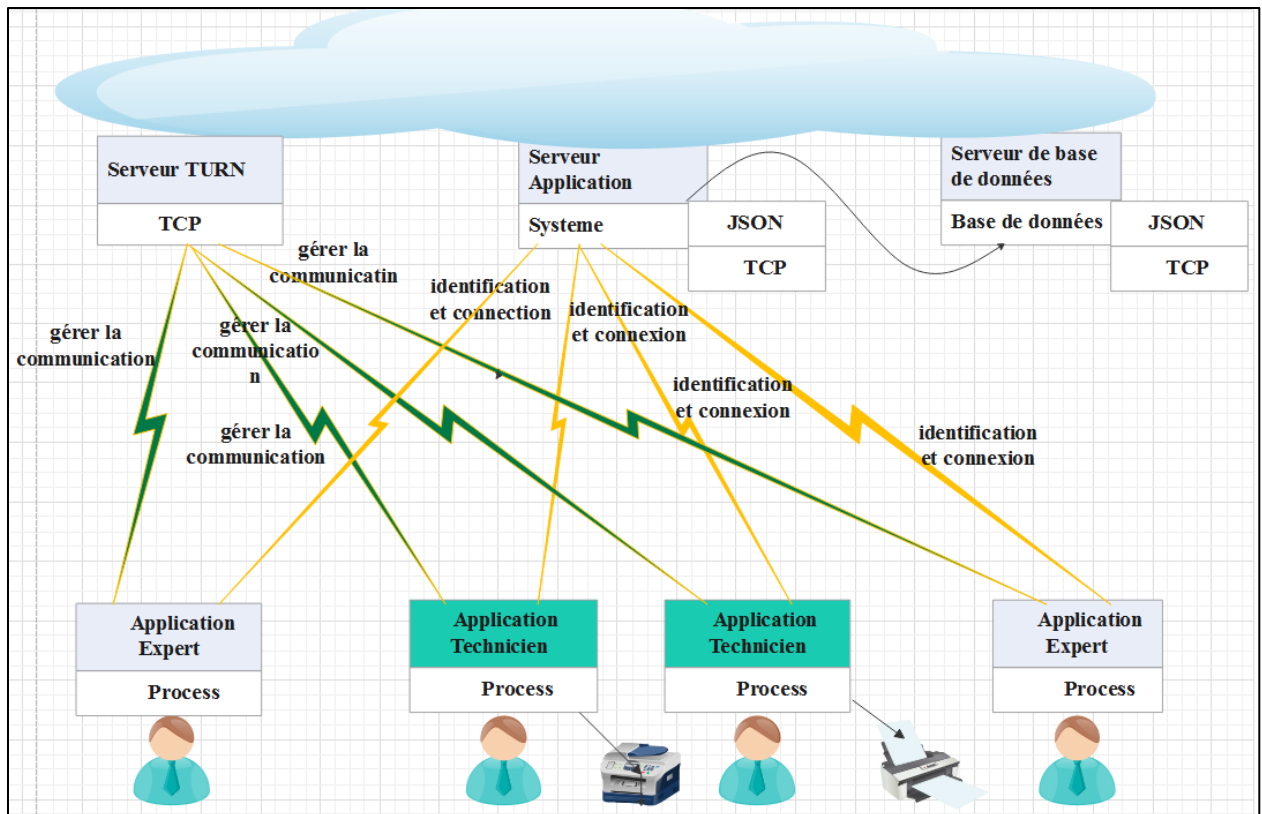 Serveur TURN
TCP
Serveur
Application
Systeme
JSON
TCP
Serveur de base
de données
Base de données
JSON
TCP
gérer la
communicatin
identification
et connection
identification
et connexion
gérer la
communication
gérer la
communicatio
n
identification
et connexion
gérer la
communication
identification
et connexion
Application
Expert
Process
Application
Technicien
Process
Application
Technicien
Process
Application
Expert
Process